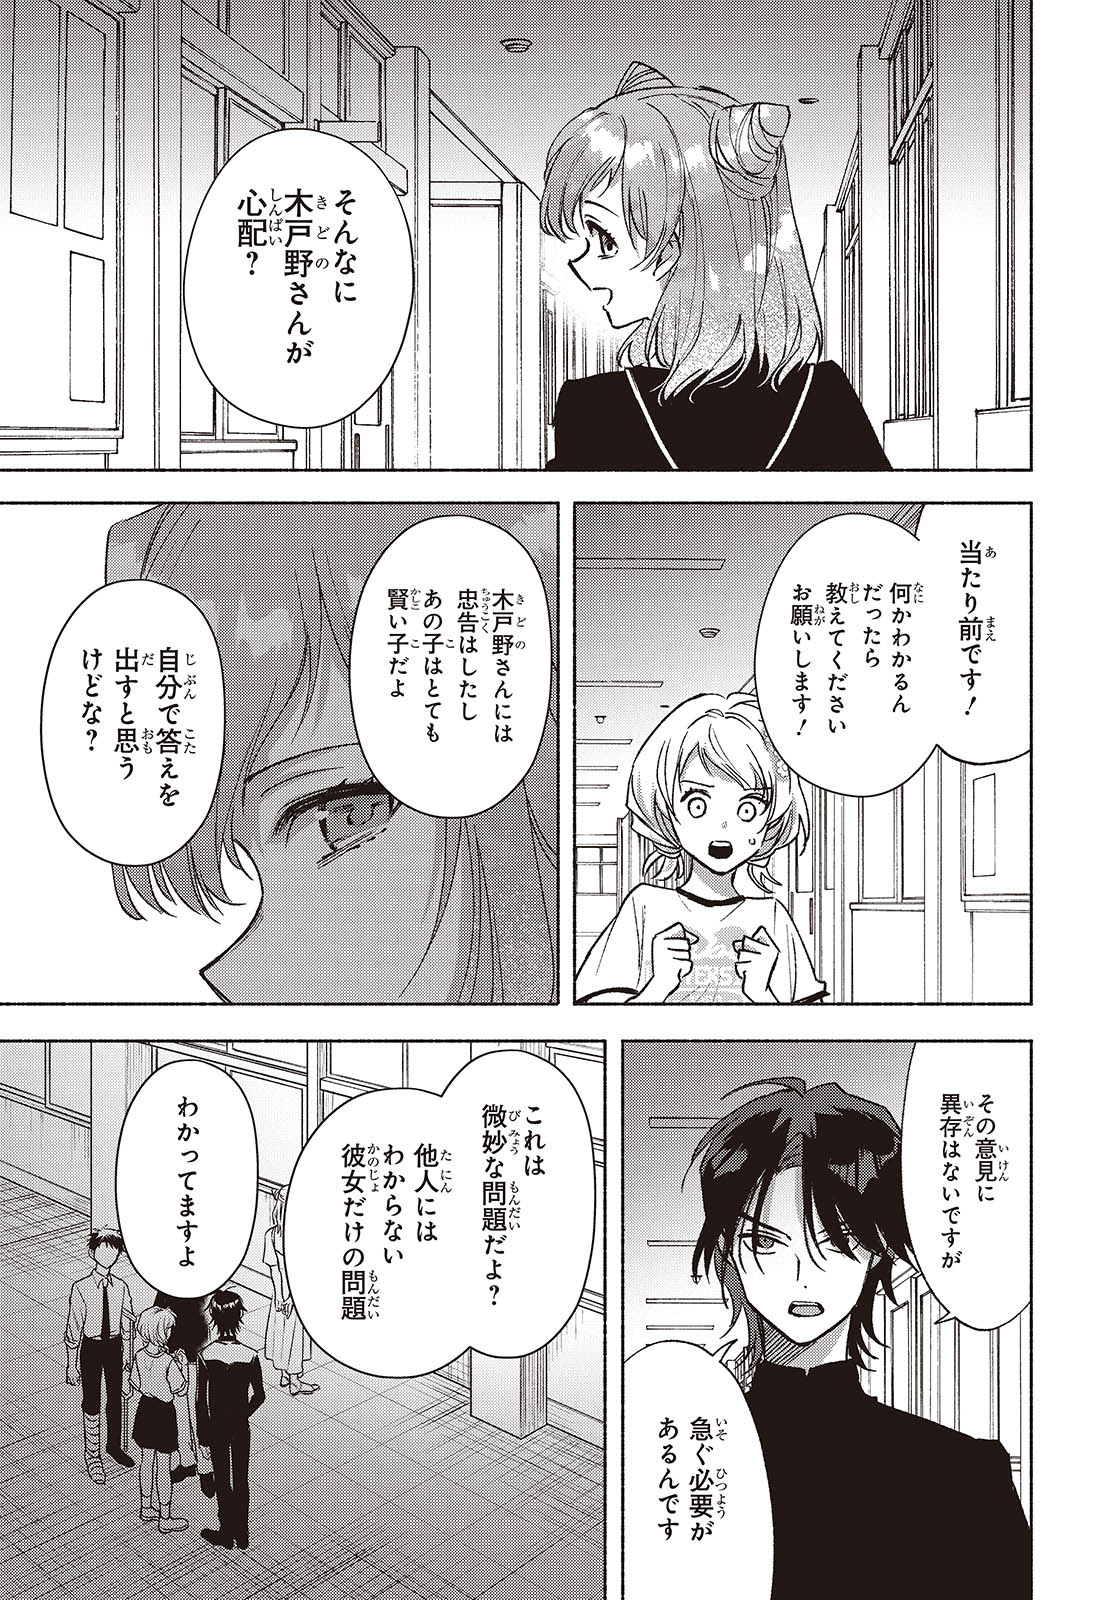 そんなに
木戸野さんが
心配？
当たり前です！
何かわかるん
だったら
教えてください
お願いします！
木戸野さんには
忠告はしたし
あの子はとても
賢い子だよ
自分で答えを
出すと思う
けどな？
その意見に
異存はないですが
急ぐ必要が
あるんです
これは
微妙な問題だよ？
他人には
わからない
彼女だけの問題
わかってますよ